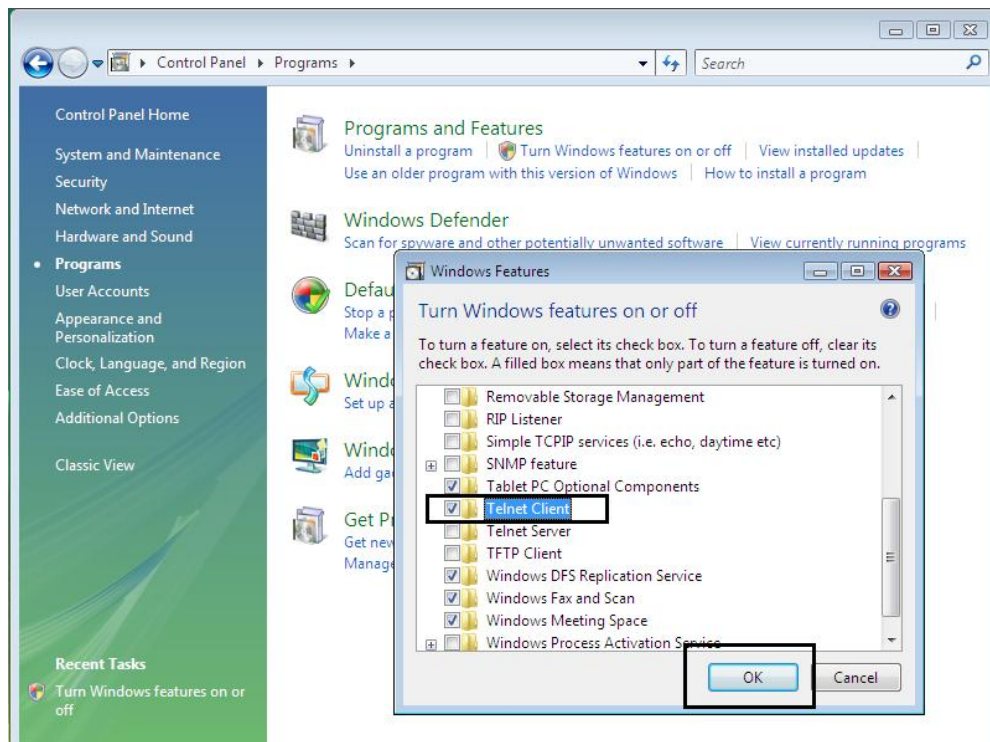 Control Panel Programs
Search
Control Panel Home
System and Maintenance
Security
Network and Internet
Hardware and Sound
Programs
User Accounts
Appearance and
Personalization
Clock, Language, and Region
Ease of Access
Additional Options
Classic View
Recent Tasks
Turn Windows features on or
off
Programs and Features
Uninstall a program Turn Windows features on or off View installed updates
Use an older program with this version of Windows How to install a program
Windows Defender
Scan for spyware and other potentially unwanted software View currently running programs
Stop a
Make a
Set up
Add
Get
Get new
Windows Features
Turn Windows features on or off
To turn a feature on, select its check box. To turn a feature off, clear its
check box. A filled box means that only part of the feature is turned on.
Removable Storage Management
RIP Listener
Simple TCPIP services (i.e. echo, daytime etc)
SNMP feature
Tablet PC Optional Components
Telnet Client
Telnet Server
TFTP Client
Windows DFS Replication Service
Windows Fax and Scan
Windows Meeting Space
Windows Process Activation Service
OK Cancel